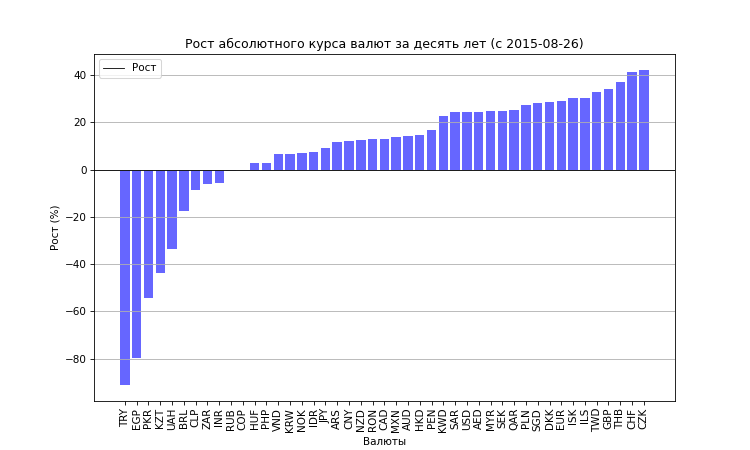 Рост абсолютного курса валют за десять лет (с 2015-08-26)
Рост
Рост (%)
40
20
0
−20
−40
−60
−80
TRY EGP PKR KZT UAH BRL CLP ZAR INR RUB COP HUF PHP VND KRW NOK IDR JPY ARS CNY NZD RON CAD MXN AUD HKD PEN KWD SAR USD AED MYR SEK QAR PLN SGD DKK EUR ISK ILS TWD GBP THB CHF CZK
Валюты